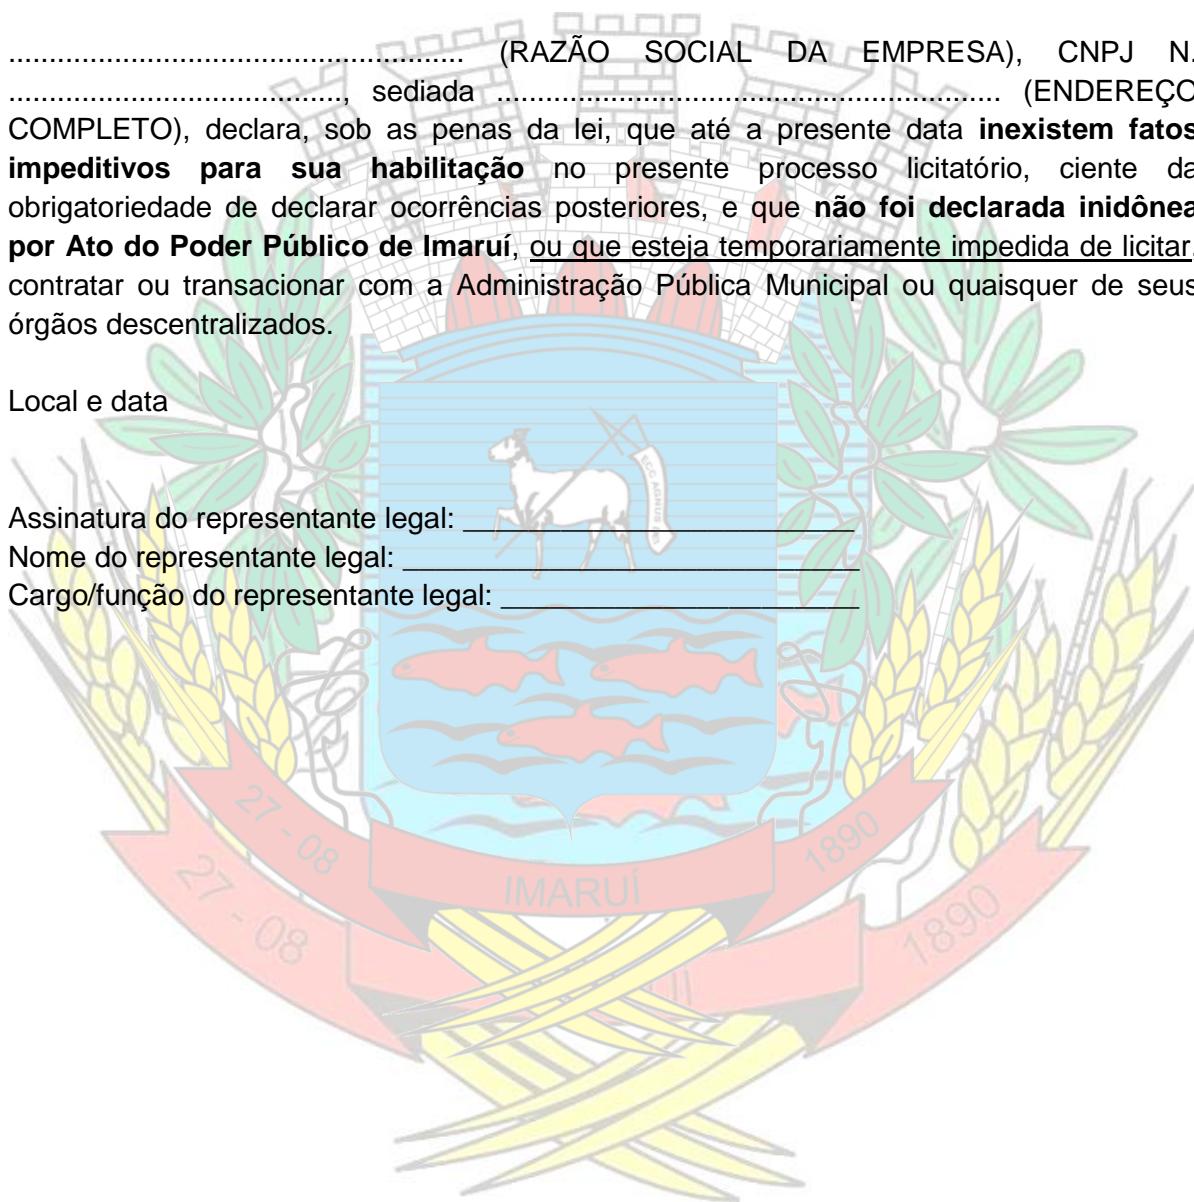 ........................................................ (RAZÃO SOCIAL DA EMPRESA), CNPJ N.
........................................., sediada .............................................................. (ENDEREÇO
COMPLETO), declara, sob as penas da lei, que até a presente data inexistem fatos
impeditivos para sua habilitação no presente processo licitatório, ciente da
obrigatoriedade de declarar ocorrências posteriores, e que não foi declarada inidônea
por Ato do Poder Público de Imaruí, ou que esteja temporariamente impedida de licitar,
contratar ou transacionar com a Administração Pública Municipal ou quaisquer de seus
órgãos descentralizados.
Local e data
Assinatura do representante legal: ________________________
Nome do representante legal: ____________________________
Cargo/função do representante legal: ______________________
27 - 08
IMARUÍ
1890
27 - 08
1890